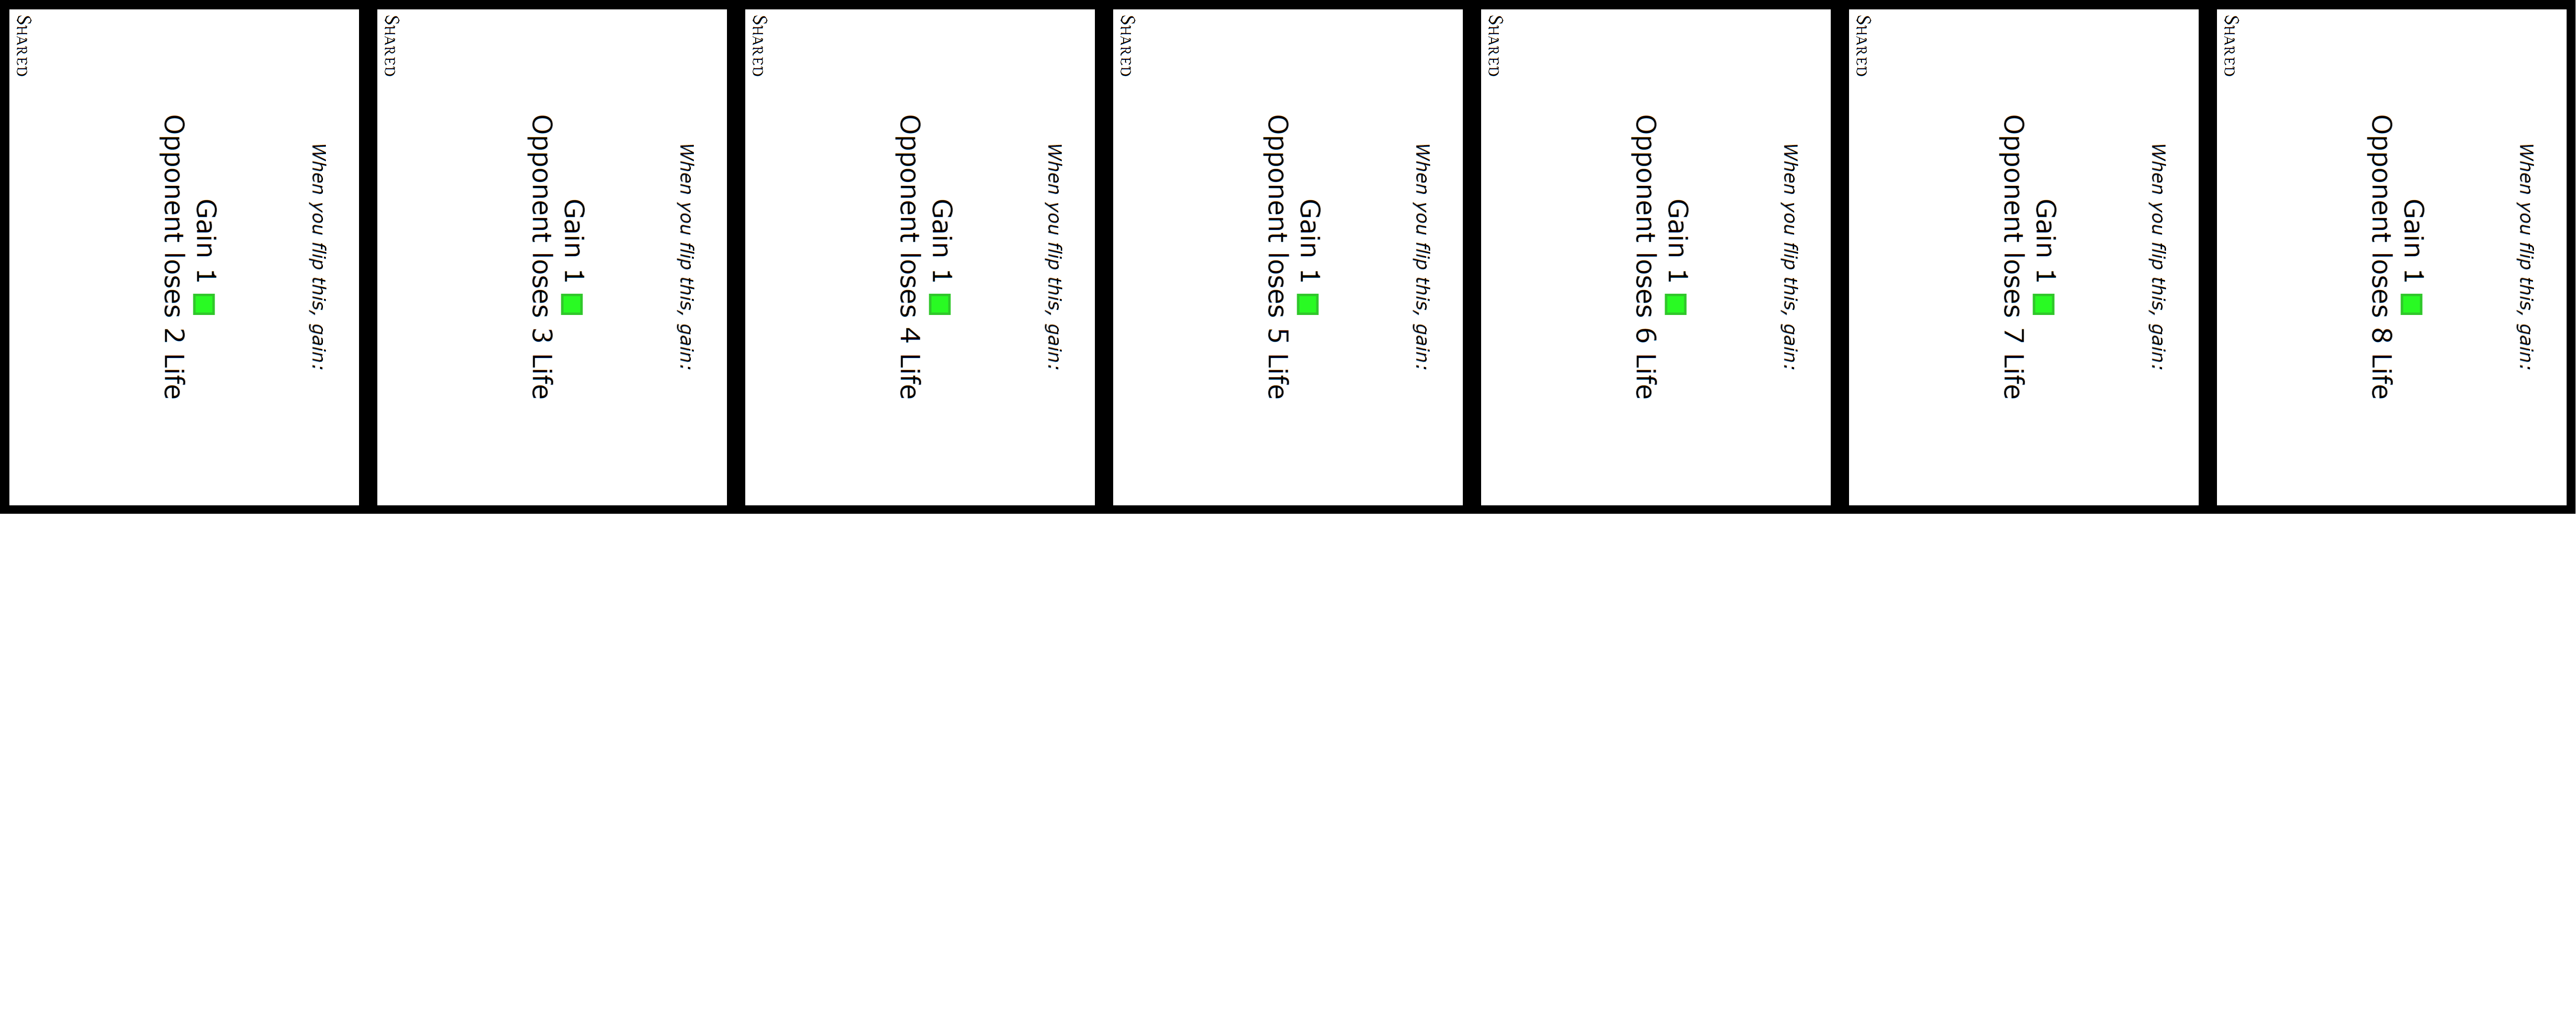 SHARED
When you flip this, gain:
Gain 1
Opponent loses 2 Life
SHARED
When you flip this, gain:
Gain 1
Opponent loses 3 Life
SHARED
When you flip this, gain:
Gain 1
Opponent loses 4 Life
SHARED
When you flip this, gain:
Gain 1
Opponent loses 5 Life
SHARED
When you flip this, gain:
Gain 1
Opponent loses 6 Life
SHARED
When you flip this, gain:
Gain 1
Opponent loses 7 Life
SHARED
When you flip this, gain:
Gain 1
Opponent loses 8 Life